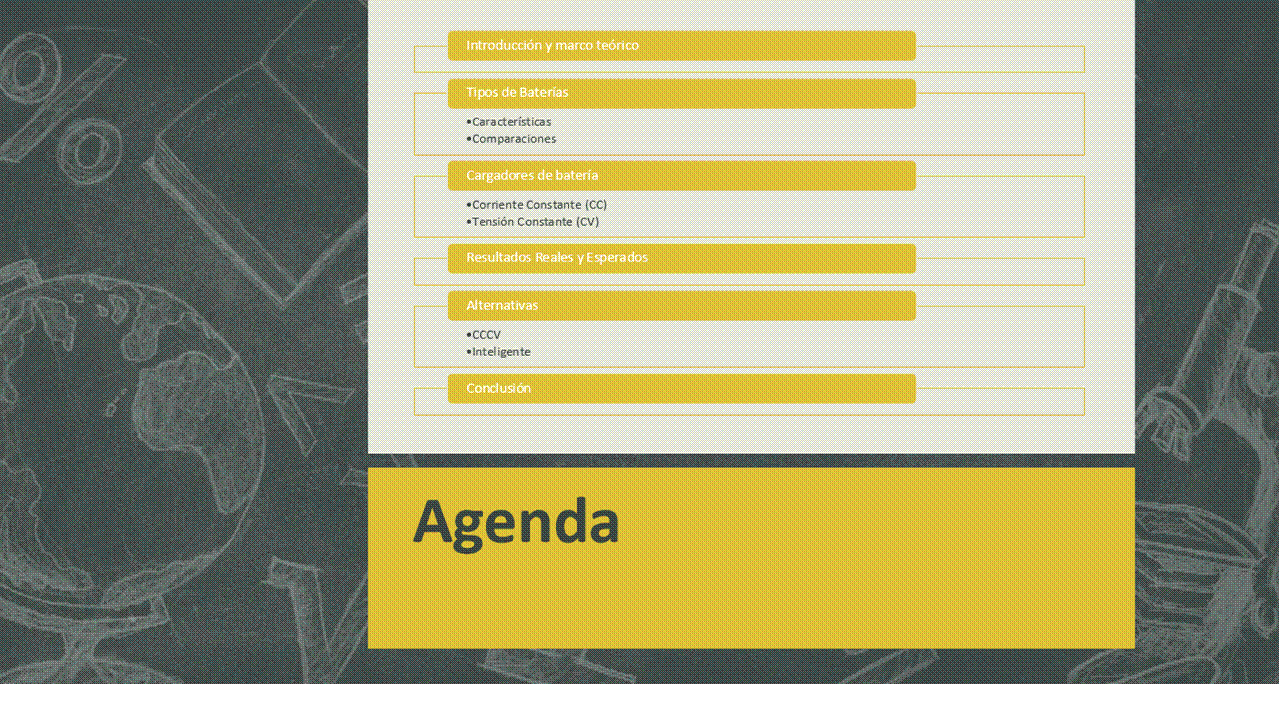 Introducción y marco teórico
Tipos de Baterías
•Características
•Comparaciones
Cargadores de batería
•Corriente Constante (CC)
•Tensión Constante (CV)
Resultados Reales y Esperados
Alternativas
•CCCV
•Inteligente
Conclusión
Agenda